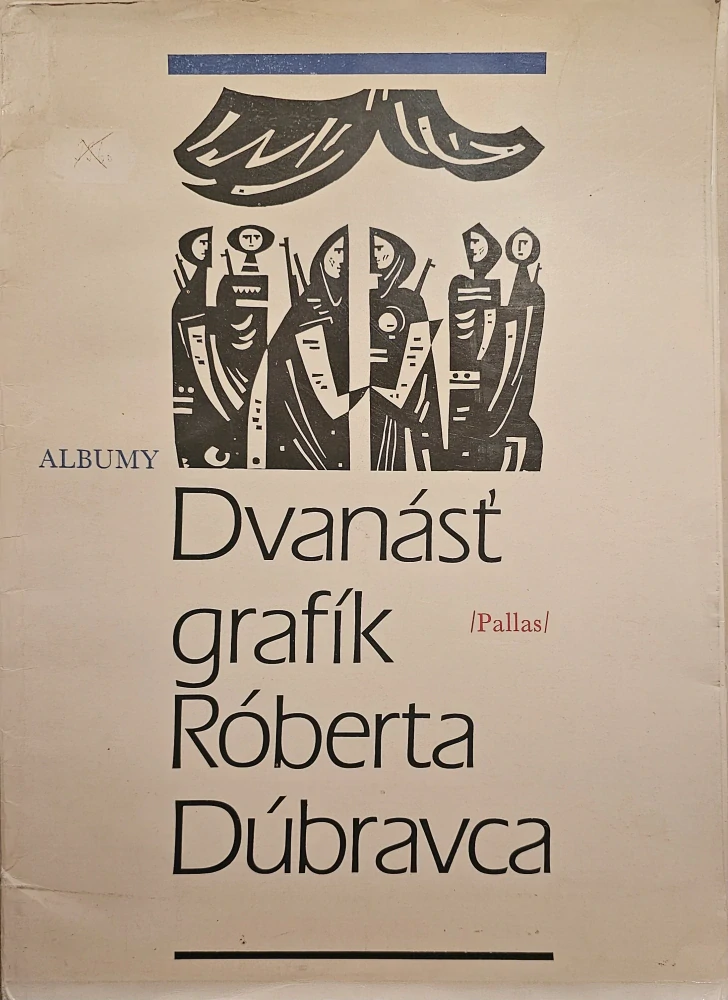 ALBUMY
Dvanásť
grafík
/Pallas/
Róberta
Dúbravca